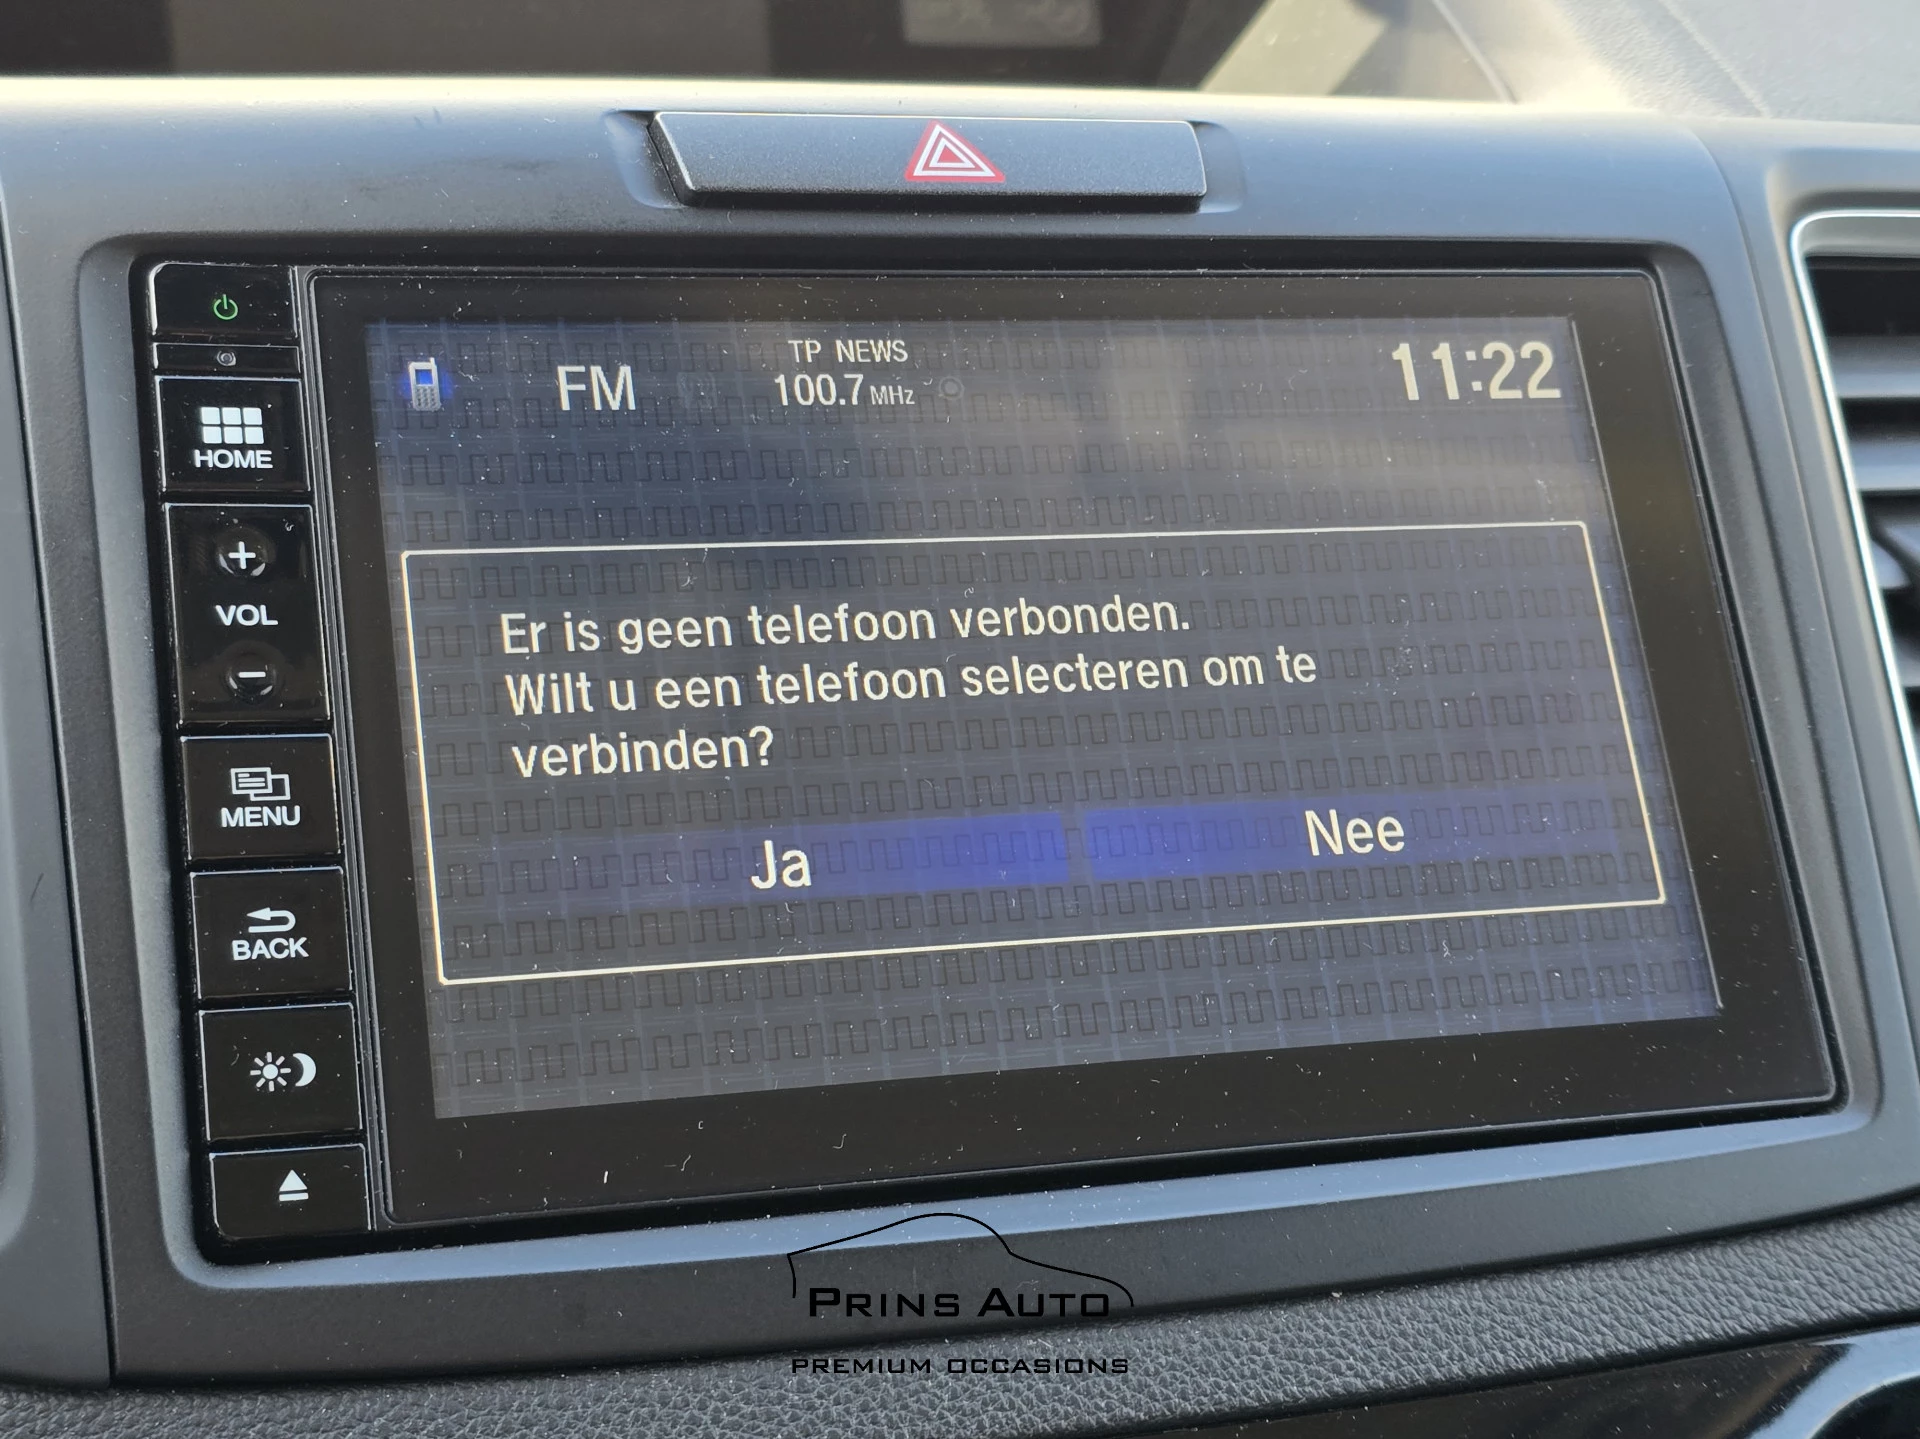 TP NEWS
FM 100.7 MHz 11:22
HOME
+
VOL
−
Er is geen telefoon verbonden.
Wilt u een telefoon selecteren om te
verbinden?
MENU
Ja Nee
BACK
PRINS AUTO
PREMIUM OCCASIONS